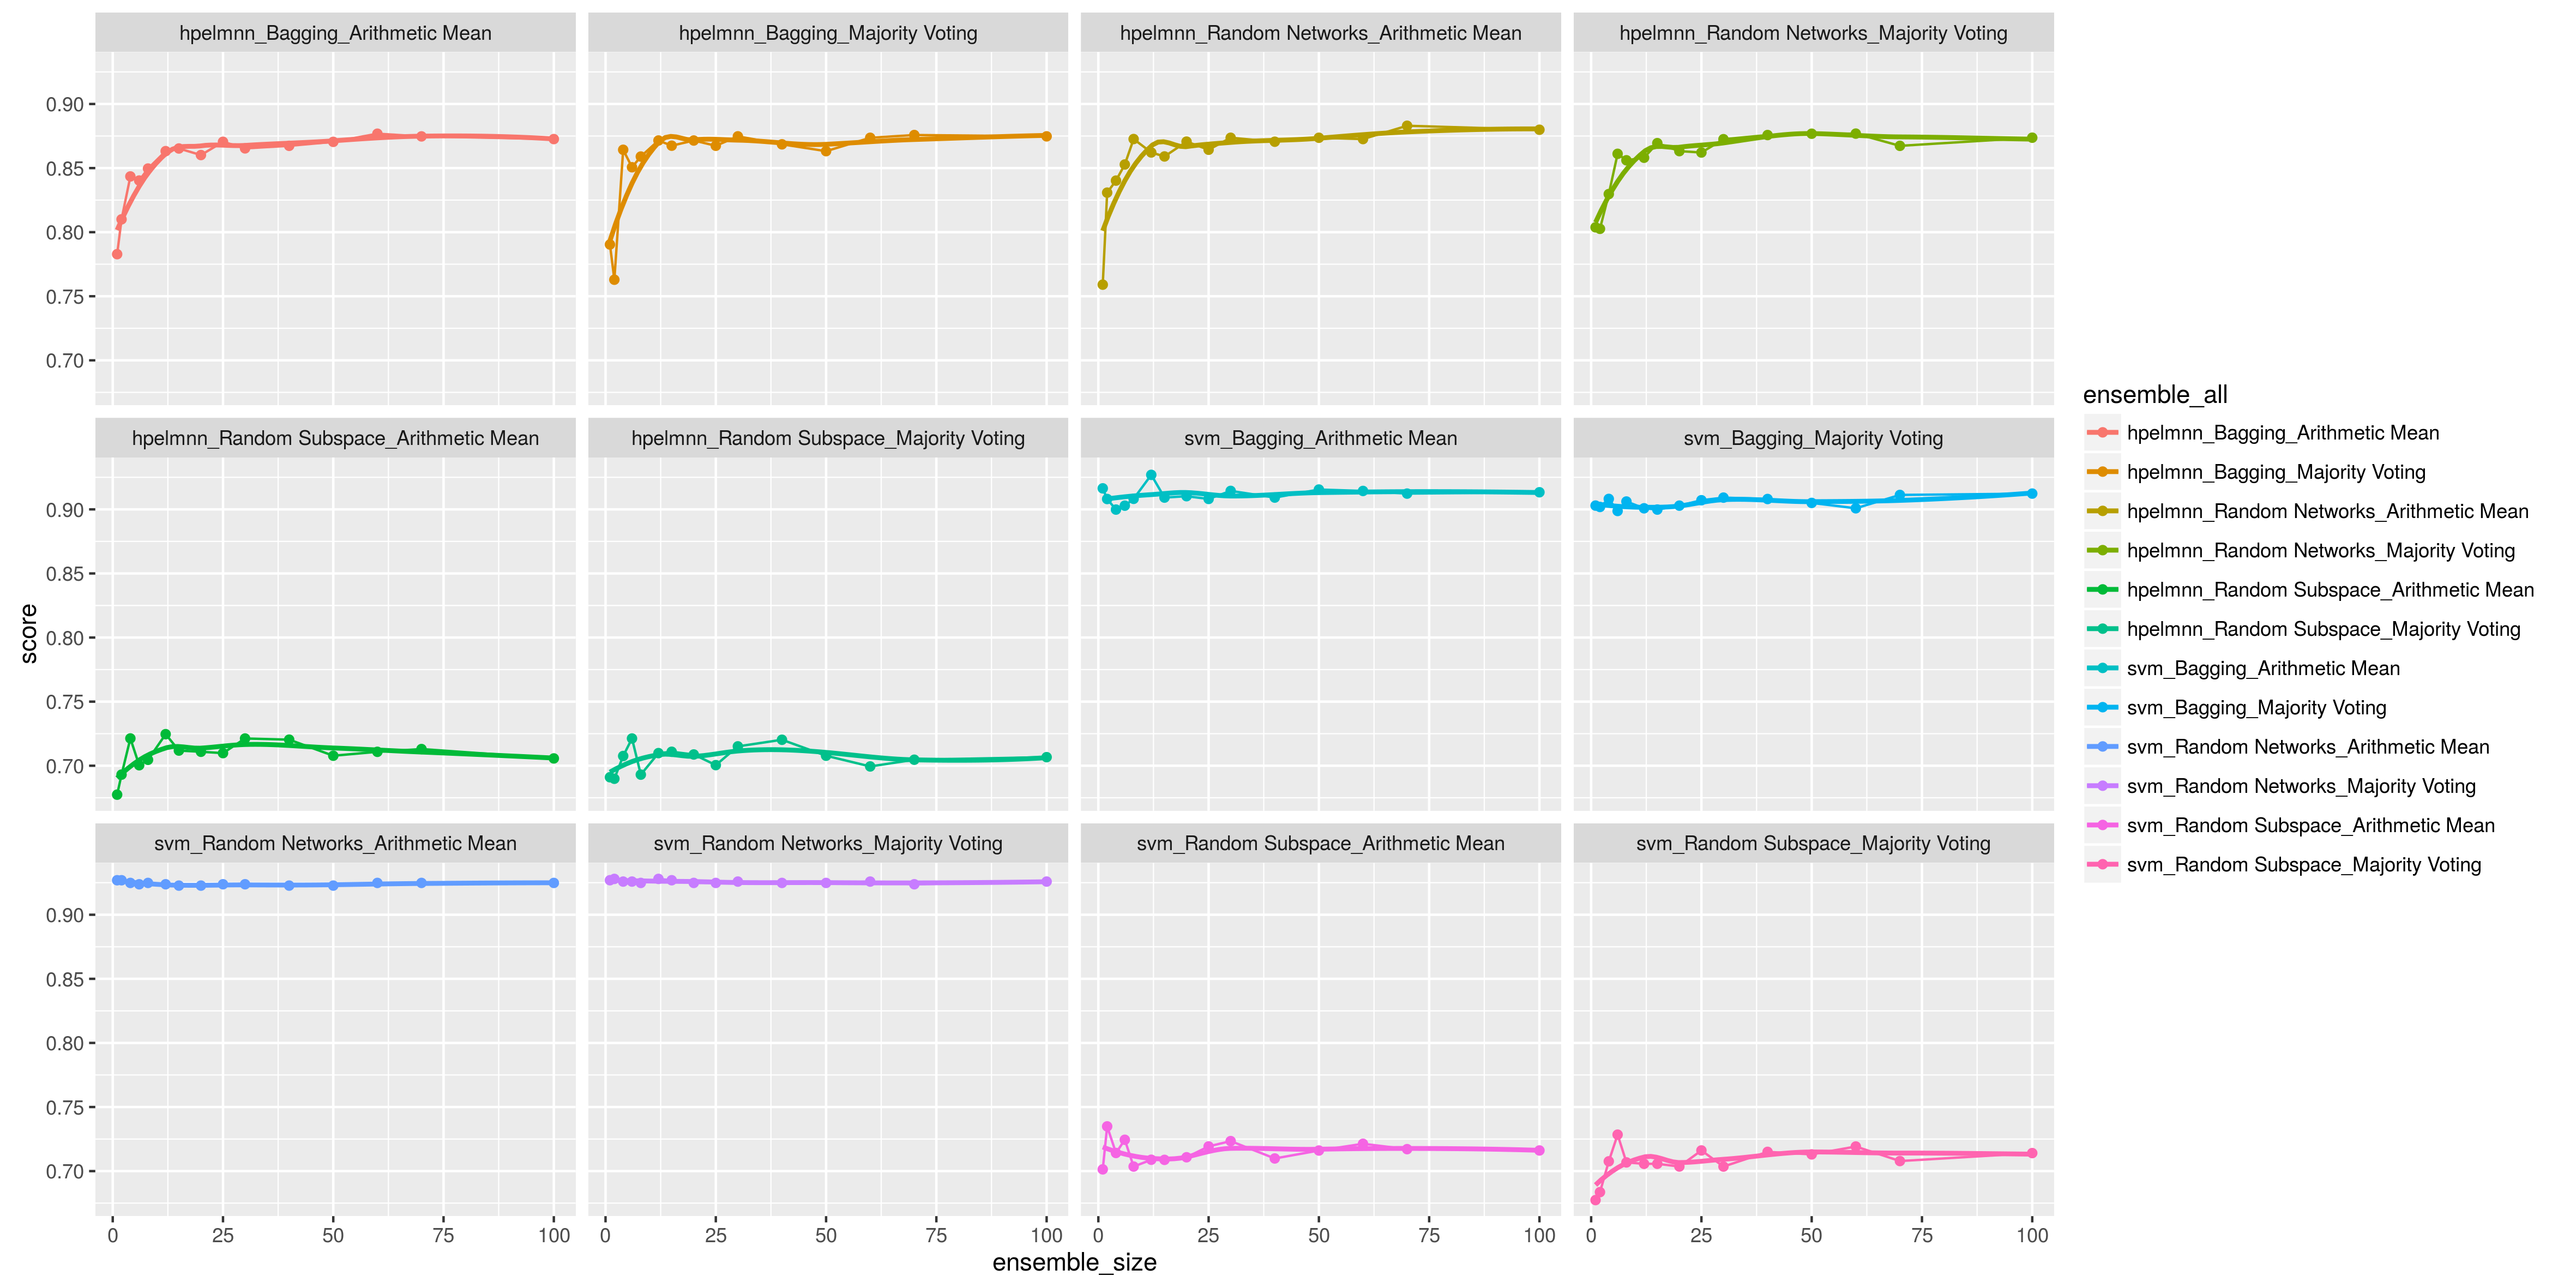 hpelmnn_Bagging_Arithmetic Mean
hpelmnn_Bagging_Majority Voting
hpelmnn_Random Networks_Arithmetic Mean
hpelmnn_Random Networks_Majority Voting
0.90
0.85
0.80
0.75
0.70
hpelmnn_Random Subspace_Arithmetic Mean
hpelmnn_Random Subspace_Majority Voting
svm_Bagging_Arithmetic Mean
svm_Bagging_Majority Voting
0.90
0.85
0.80
0.75
0.70
svm_Random Networks_Arithmetic Mean
svm_Random Networks_Majority Voting
svm_Random Subspace_Arithmetic Mean
svm_Random Subspace_Majority Voting
0.90
0.85
0.80
0.75
0.70
0 25 50 75 100
0 25 50 75 100
0 25 50 75 100
0 25 50 75 100
ensemble_size
score
ensemble_all
hpelmnn_Bagging_Arithmetic Mean
hpelmnn_Bagging_Majority Voting
hpelmnn_Random Networks_Arithmetic Mean
hpelmnn_Random Networks_Majority Voting
hpelmnn_Random Subspace_Arithmetic Mean
hpelmnn_Random Subspace_Majority Voting
svm_Bagging_Arithmetic Mean
svm_Bagging_Majority Voting
svm_Random Networks_Arithmetic Mean
svm_Random Networks_Majority Voting
svm_Random Subspace_Arithmetic Mean
svm_Random Subspace_Majority Voting